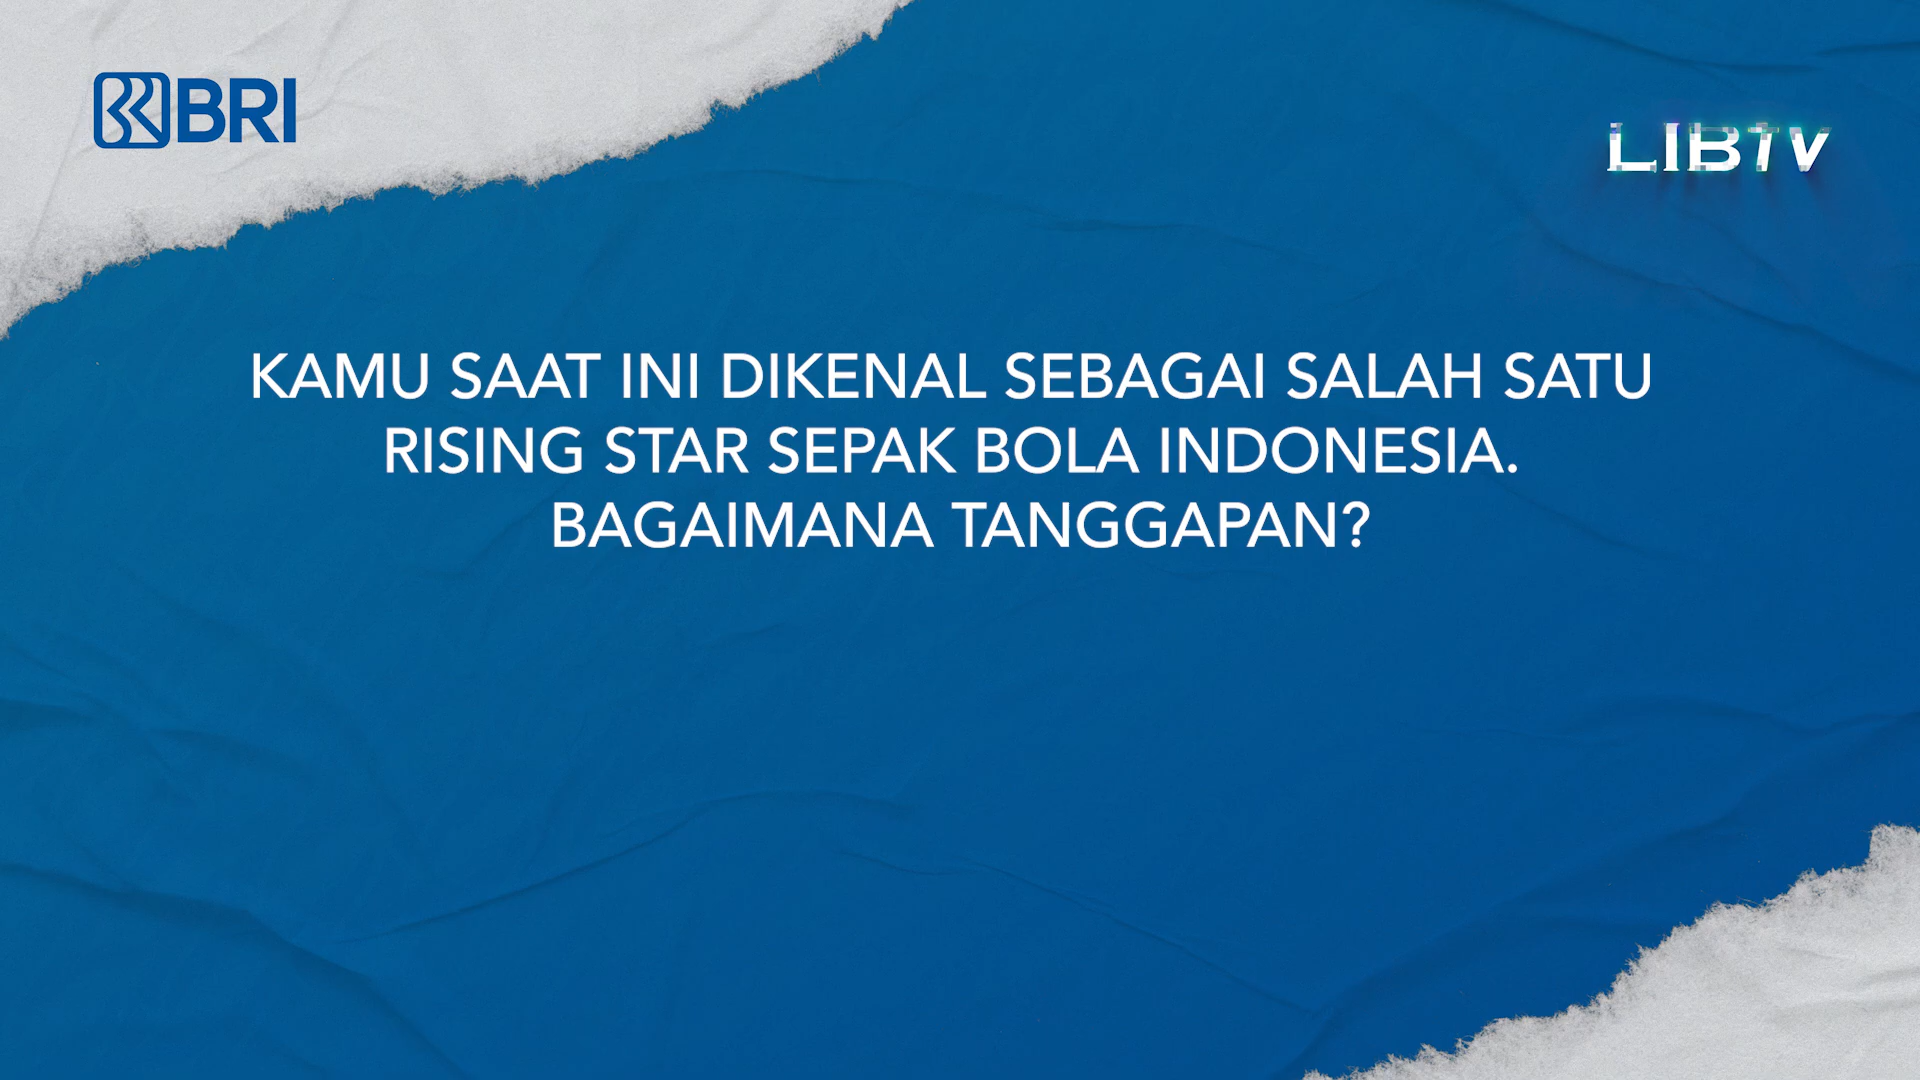 BRI
LIBTV
KAMU SAAT INI DIKENAL SEBAGAI SALAH SATU
RISING STAR SEPAK BOLA INDONESIA.
BAGAIMANA TANGGAPAN?